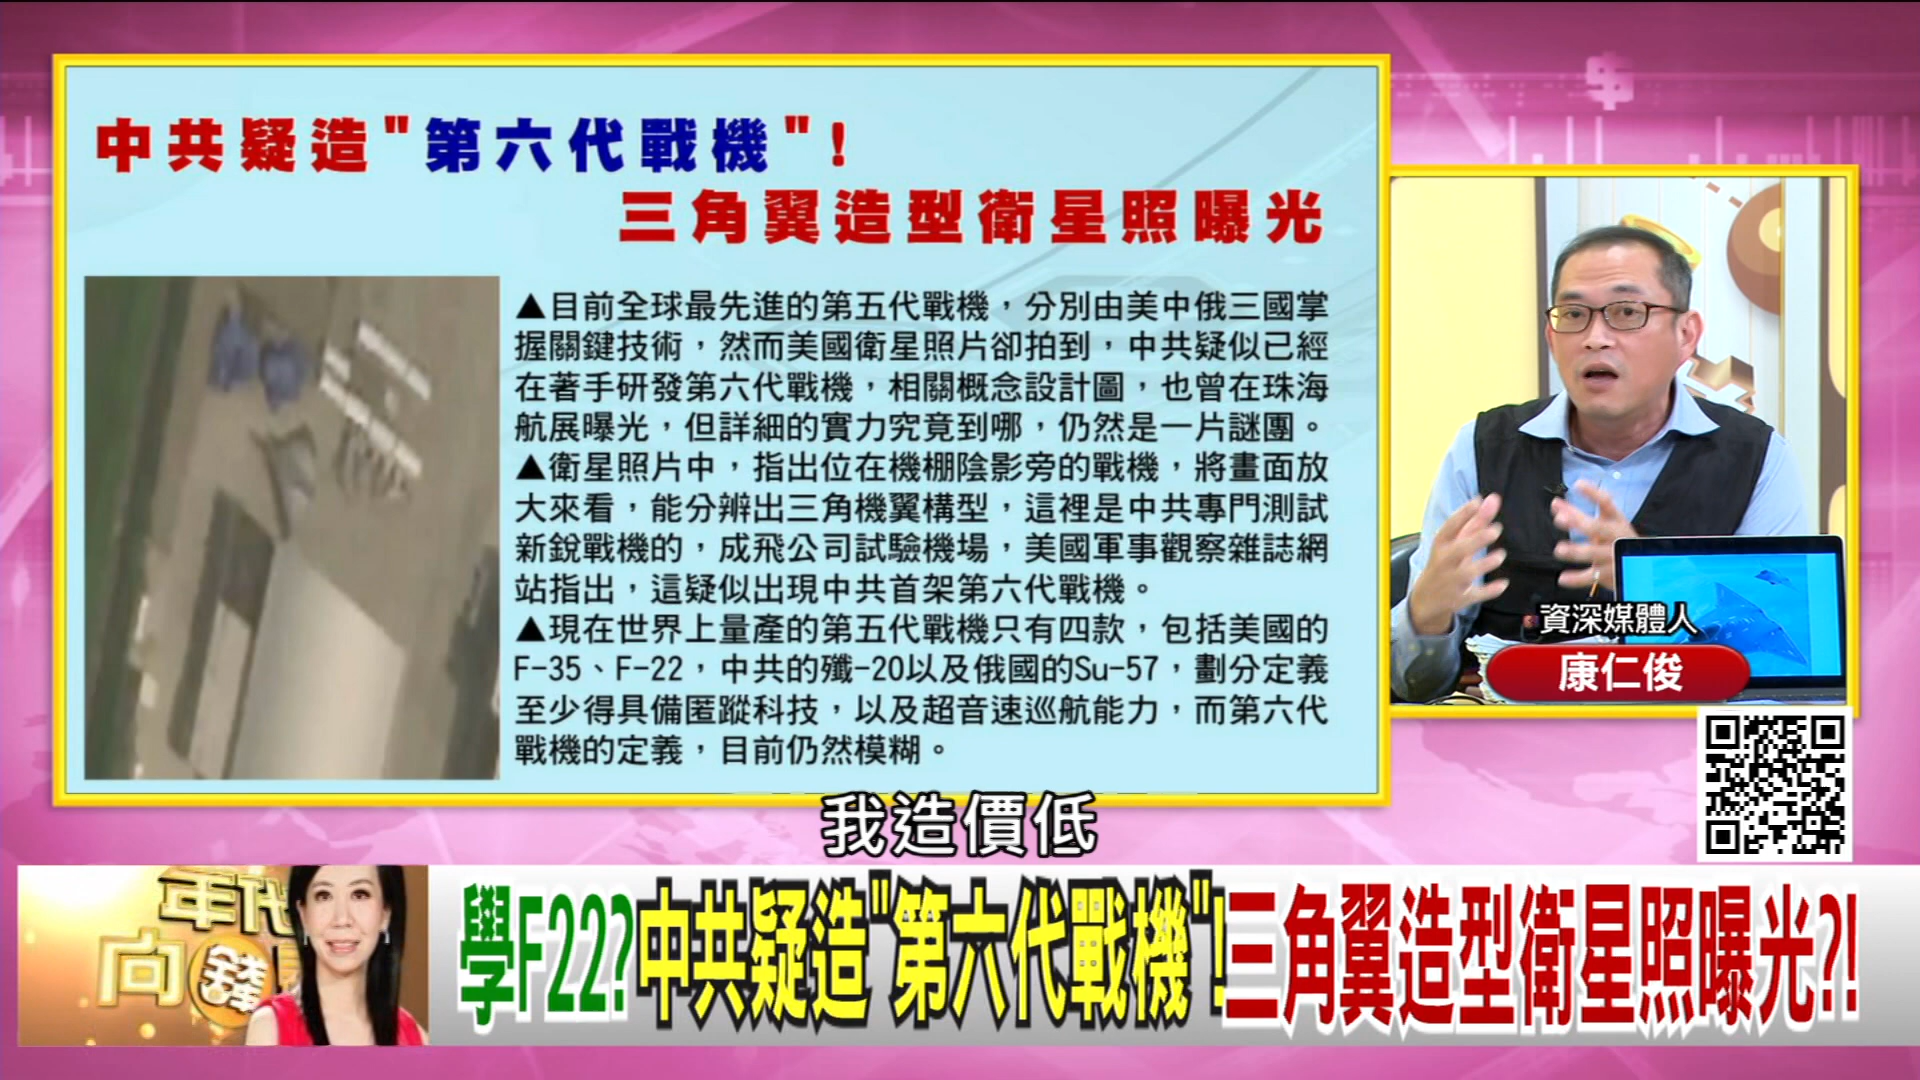 中共疑造"第六代戰機"!
三角翼造型衛星照曝光
▲目前全球最先進的第五代戰機，分別由美中俄三國掌
握關鍵技術，然而美國衛星照片卻拍到，中共疑似已經
在著手研發第六代戰機，相關概念設計圖，也曾在珠海
航展曝光，但詳細的實力究竟到哪，仍然是一片謎團。
▲衛星照片中，指出位在機棚陰影旁的戰機，將畫面放
大來看，能分辦出三角機翼構型，這裡是中共專門測試
新銳戰機的，成飛公司試驗機場，美國軍事觀察雜誌網
站指出，這疑似出現中共首架第六代戰機。
▲現在世界上量產的第五代戰機只有四款，包括美國的
F-35、F-22，中共的殲-20以及俄國的Su-57，劃分定義
至少得具備匿蹤科技，以及超音速巡航能力，而第六代
戰機的定義，目前仍然模糊。
資深媒體人
康仁俊
我造價低
年代
向錢
學F22?中共疑造"第六代戰機"!三角翼造型衛星照曝光?!